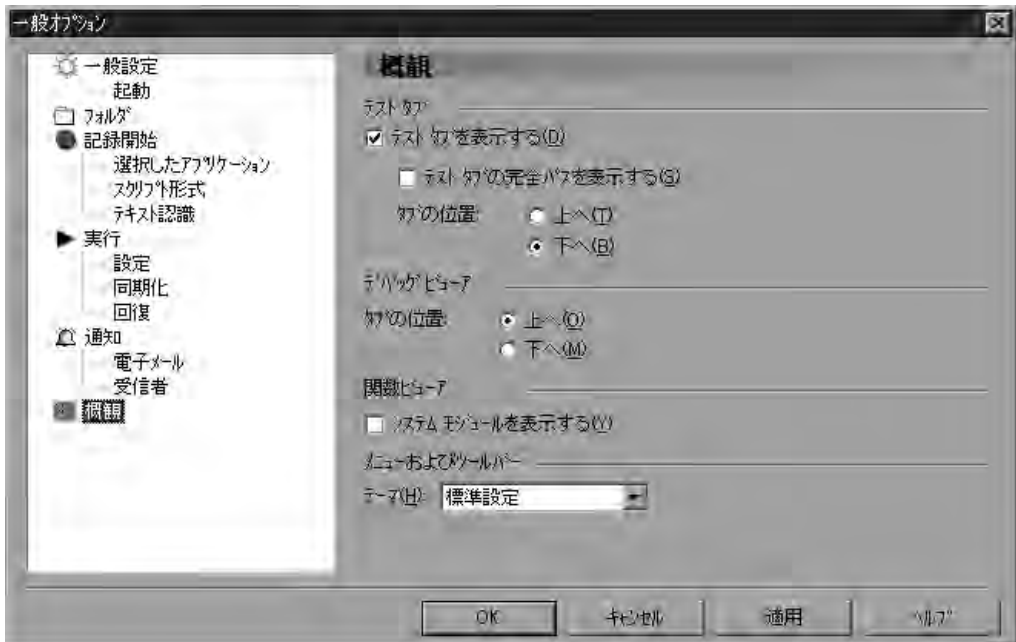 一般オプション
一般設定
起動
フォルダ
記録開始
選択したアプリケーション
スクリプト形式
テキスト認識
実行
設定
同期化
回復
通知
電子メール
受信者
概観
概観
テスト タブ
テスト タブを表示する(D)
テスト タブの完全パスを表示する(S)
タブの位置:
上へ(T)
下へ(B)
デバッグ ビューア
タブの位置:
上へ(O)
下へ(M)
関数ビューア
システム モジュールを表示する(Y)
メニューおよびツールバー
テーマ(H):
標準設定
OK
キャンセル
適用
ヘルプ